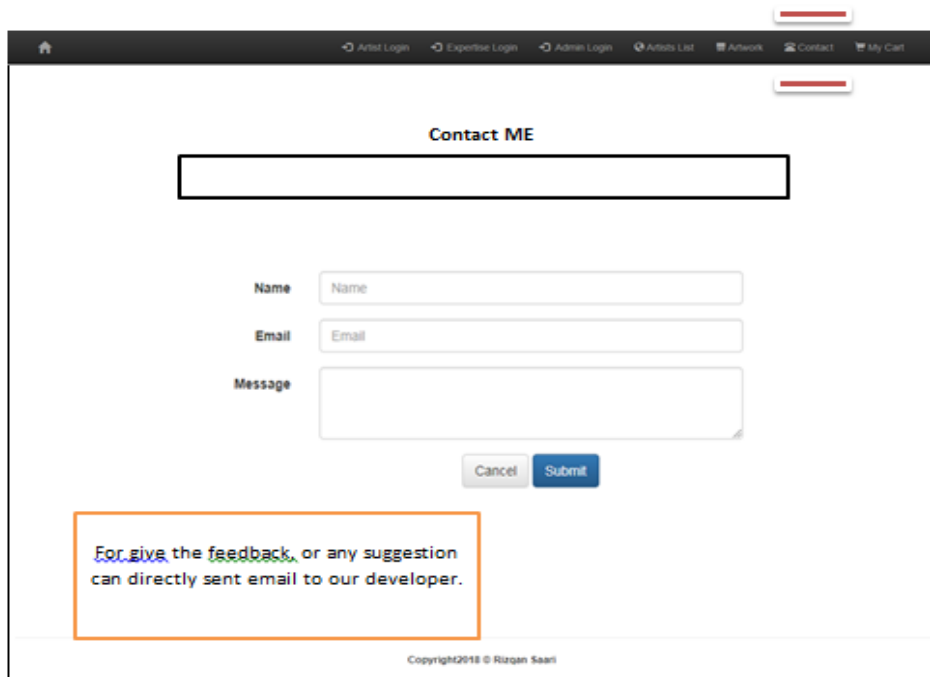 Artist Login Expertise Login Admin Login Artists List Artwork Contact My Cart
Contact ME
Name Name
Email Email
Message
Cancel Submit
For give the feedback, or any suggestion
can directly sent email to our developer.
Copyright2018 © Rizqan Saari